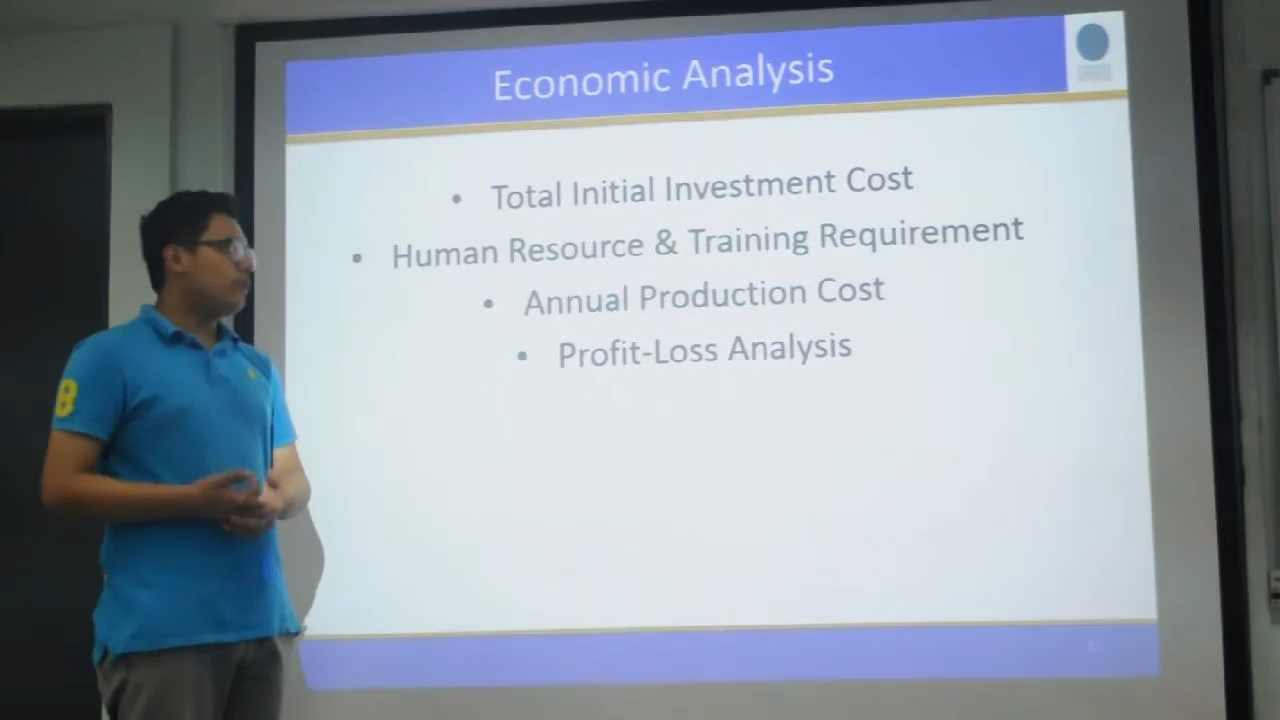 Economic Analysis
• Total Initial Investment Cost
• Human Resource & Training Requirement
• Annual Production Cost
• Profit-Loss Analysis